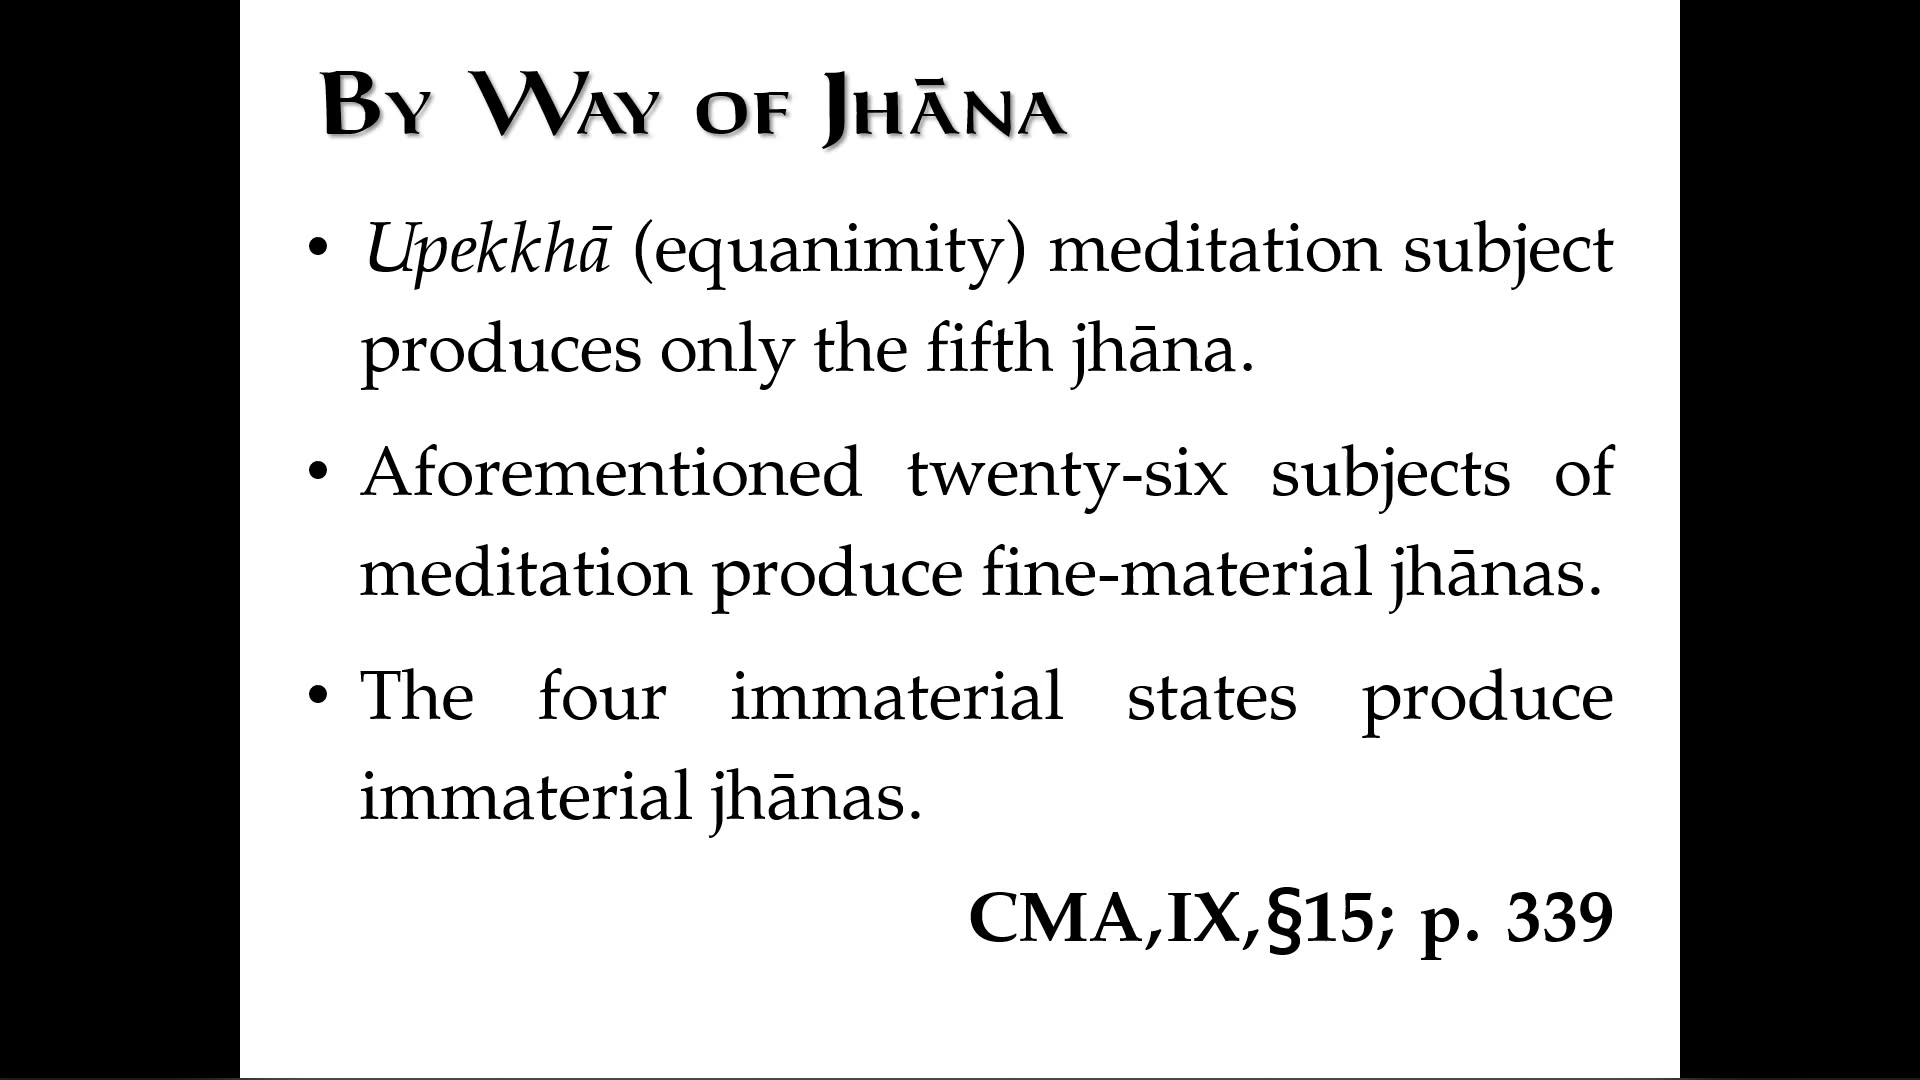 By Way of Jhāna
• Upekkhā (equanimity) meditation subject
produces only the fifth jhāna.
• Aforementioned twenty-six subjects of
meditation produce fine-material jhānas.
• The four immaterial states produce
immaterial jhānas.
CMA,IX,§15; p. 339